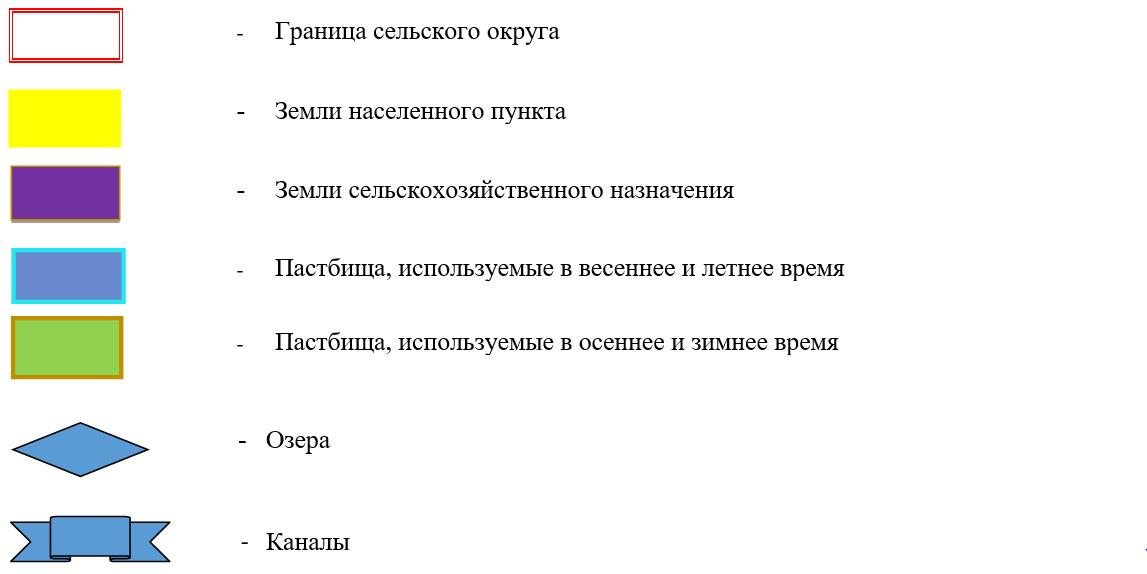 - Граница сельского округа
- Земли населенного пункта
- Земли сельскохозяйственного назначения
- Пастбища, используемые в весеннее и летнее время
- Пастбища, используемые в осеннее и зимнее время
- Озера
- Каналы